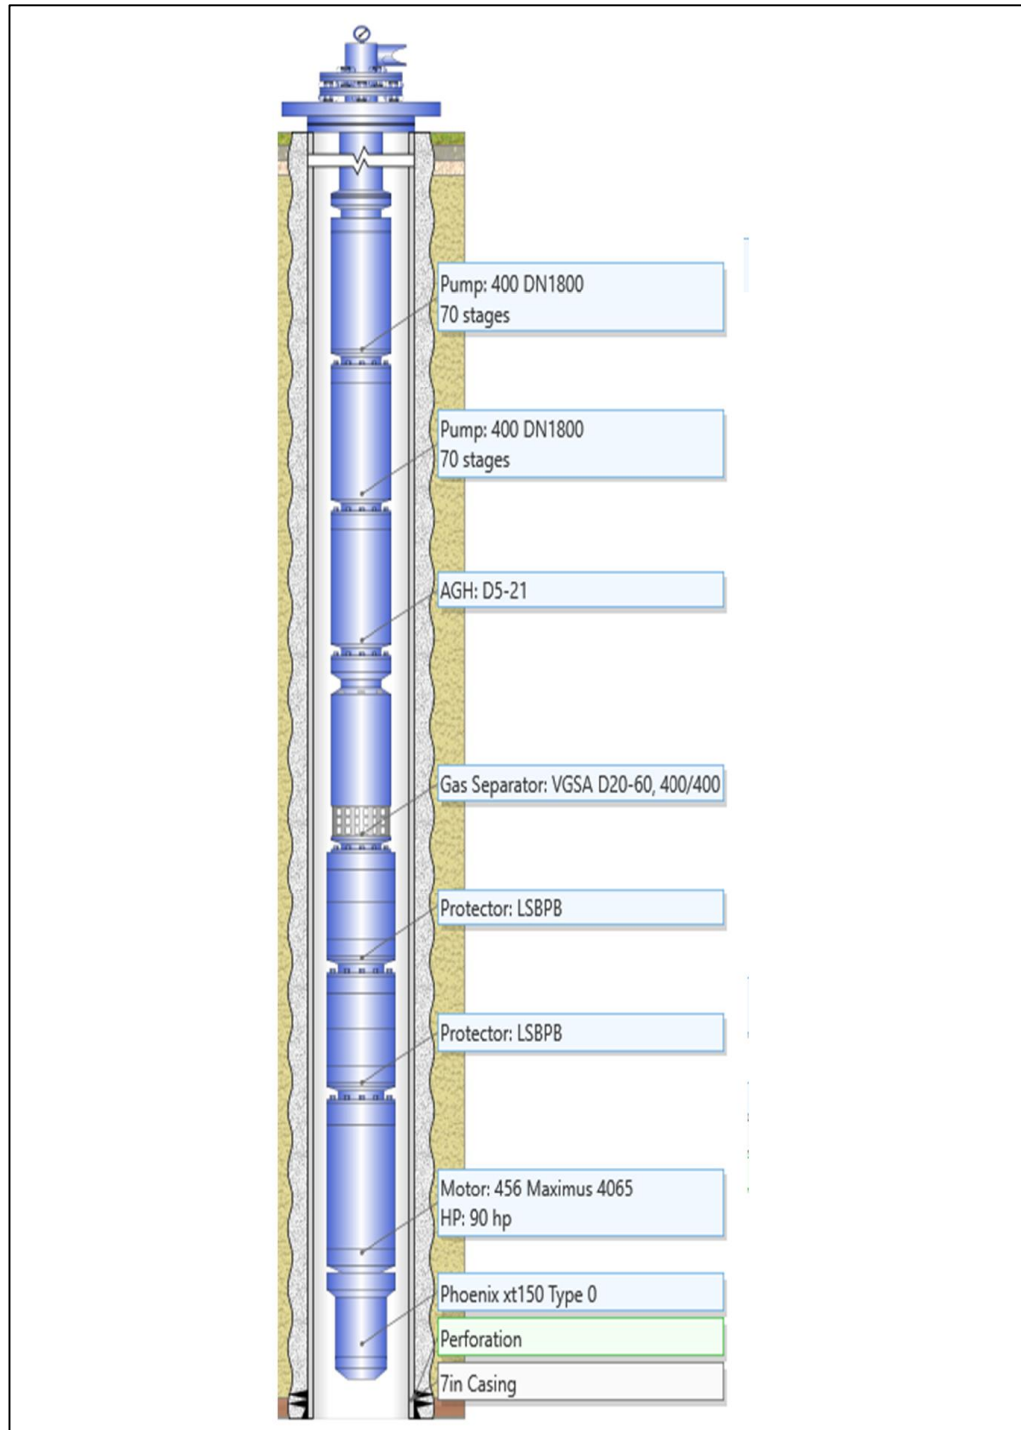 Pump: 400 DN1800
70 stages
Pump: 400 DN1800
70 stages
AGH: D5-21
Gas Separator: VGSA D20-60, 400/400
Protector: LSBPB
Protector: LSBPB
Motor: 456 Maximus 4065
HP: 90 hp
Phoenix xt150 Type 0
Perforation
7in Casing